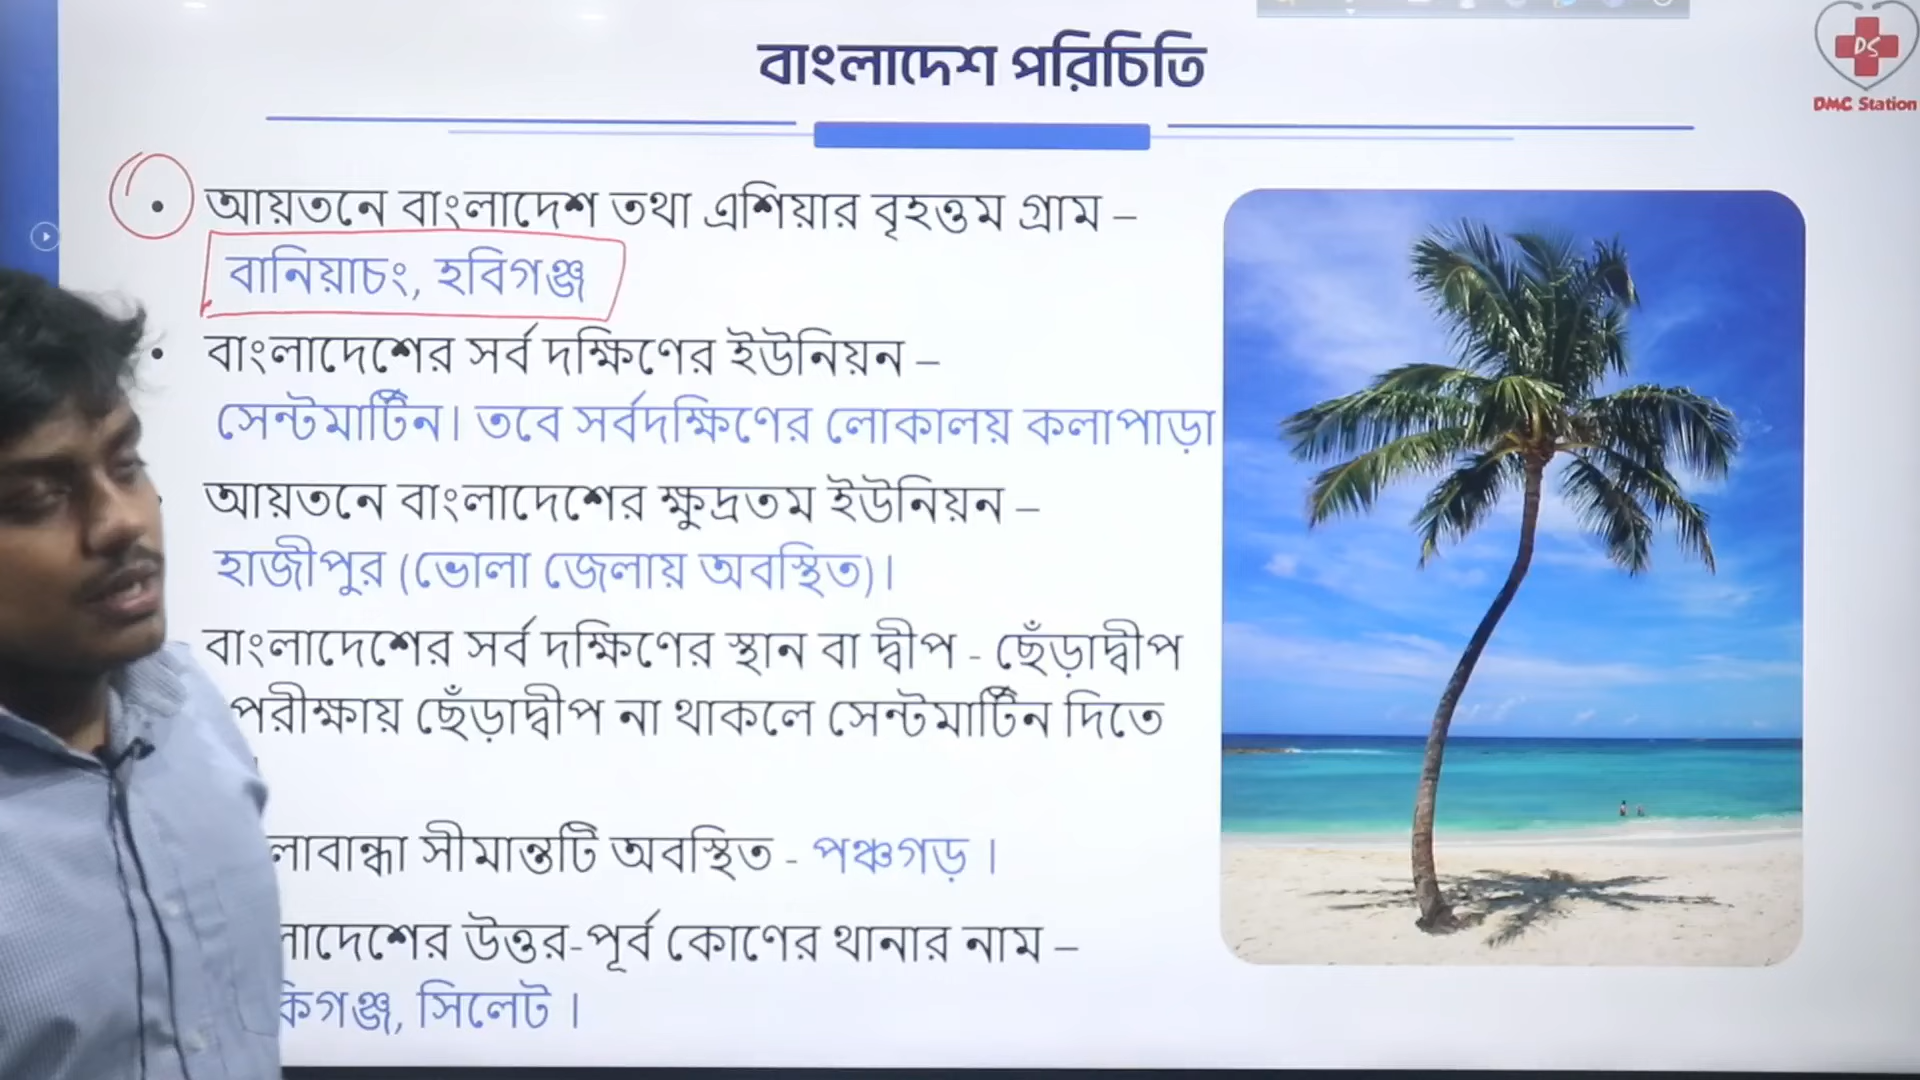 বাংলাদেশ পরিচিতি
DS
DMC Station
• আয়তনে বাংলাদেশ তথা এশিয়ার বৃহত্তম গ্রাম –
বানিয়াচং, হবিগঞ্জ
• বাংলাদেশের সর্ব দক্ষিণের ইউনিয়ন –
সেন্টমার্টিন। তবে সর্বদক্ষিণের লোকালয় কলাপাড়া
আয়তনে বাংলাদেশের ক্ষুদ্রতম ইউনিয়ন –
হাজীপুর (ভোলা জেলায় অবস্থিত)।
বাংলাদেশের সর্ব দক্ষিণের স্থান বা দ্বীপ - ছেঁড়াদ্বীপ
পরীক্ষায় ছেঁড়াদ্বীপ না থাকলে সেন্টমার্টিন দিতে
সীমান্তটি অবস্থিত - পঞ্চগড় ।
উত্তর-পূর্ব কোণের থানার নাম –
সিলেট ।